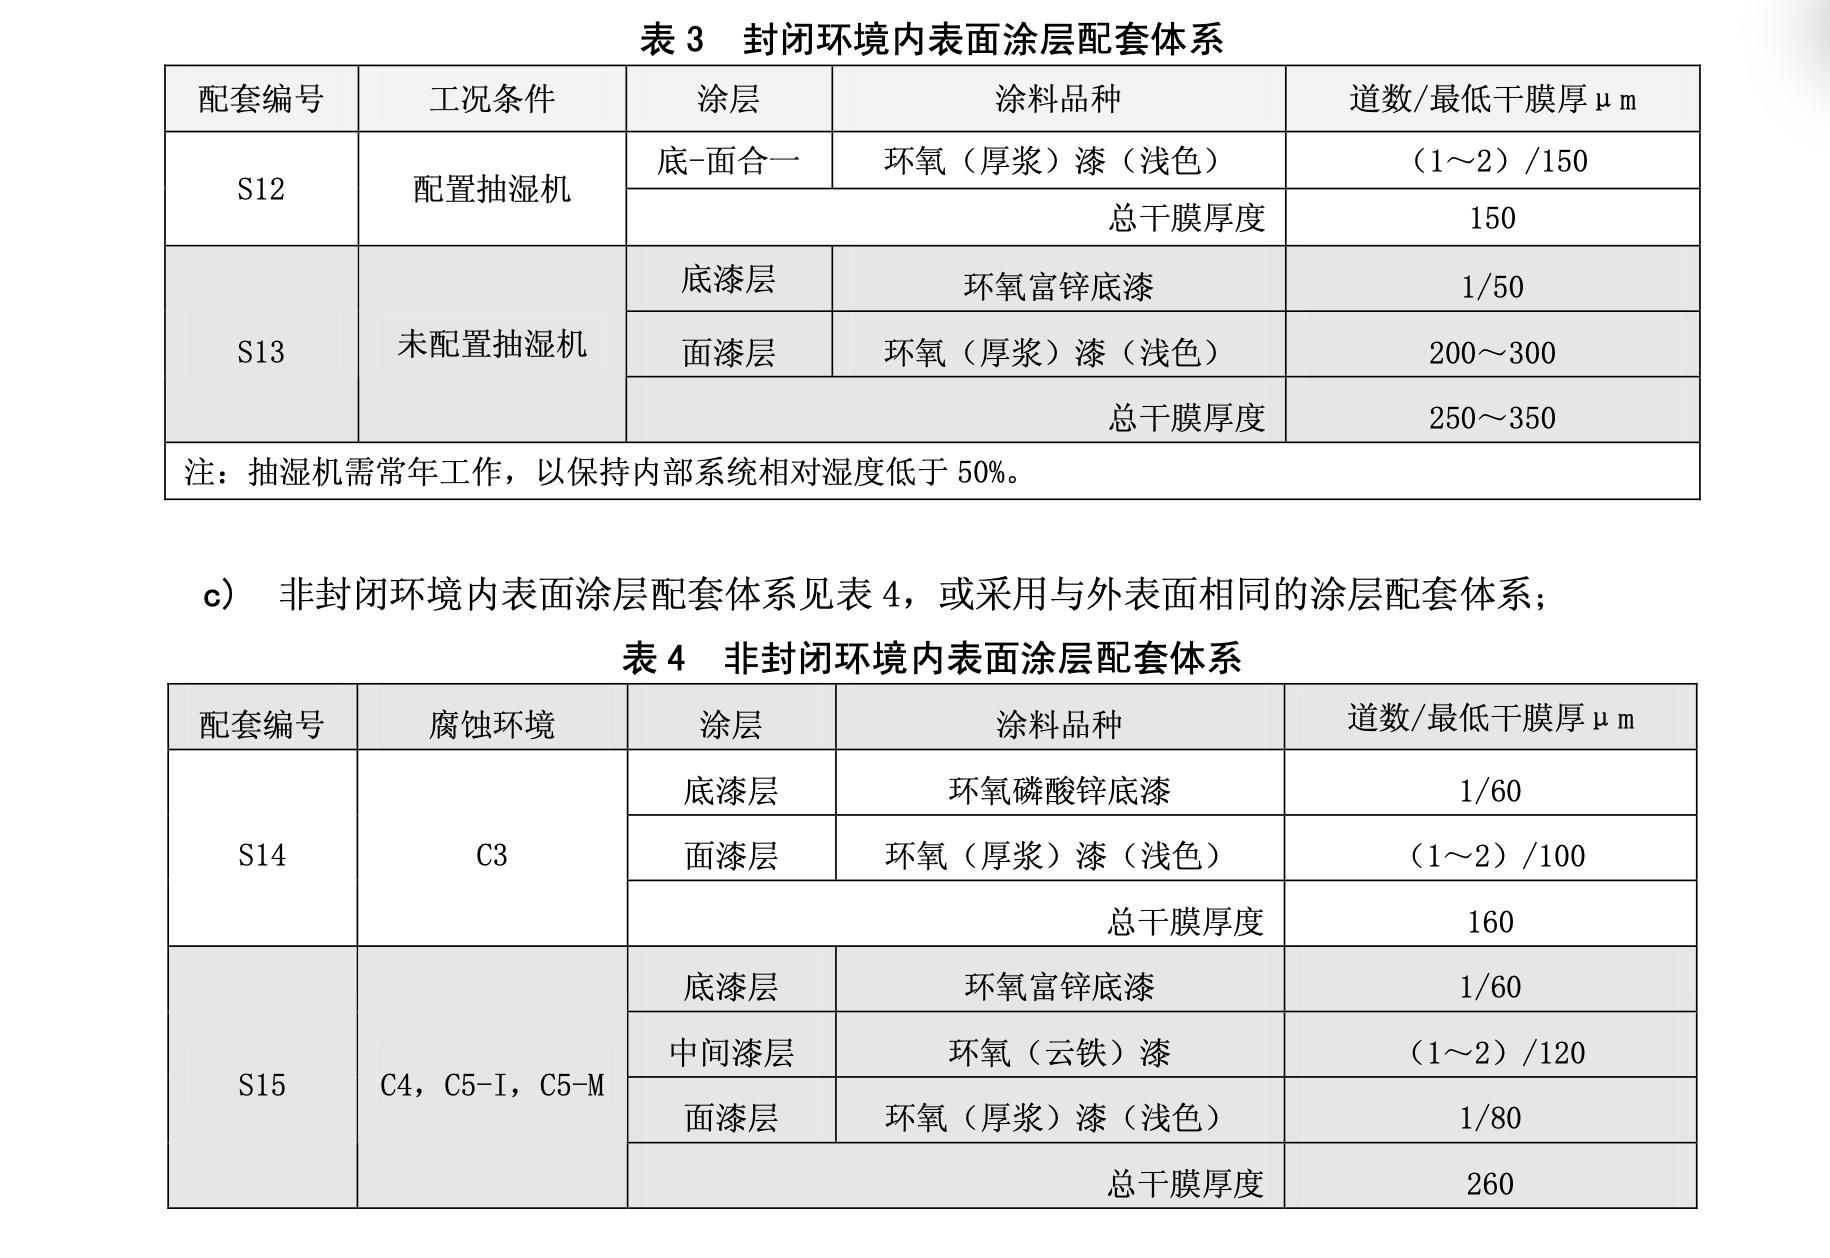 表 3 封闭环境内表面涂层配套体系
配套编号 工况条件 涂层 涂料品种 道数/最低干膜厚μm
S12 配置抽湿机 底-面合一 环氧（厚浆）漆（浅色） （1～2）/150
总干膜厚度 150
S13 未配置抽湿机 底漆层 环氧富锌底漆 1/50
面漆层 环氧（厚浆）漆（浅色） 200～300
总干膜厚度 250～350
注：抽湿机需常年工作，以保持内部系统相对湿度低于 50%。
c） 非封闭环境内表面涂层配套体系见表 4，或采用与外表面相同的涂层配套体系；
表 4 非封闭环境内表面涂层配套体系
配套编号 腐蚀环境 涂层 涂料品种 道数/最低干膜厚μm
S14 C3 底漆层 环氧磷酸锌底漆 1/60
面漆层 环氧（厚浆）漆（浅色） （1～2）/100
总干膜厚度 160
S15 C4，C5-I，C5-M 底漆层 环氧富锌底漆 1/60
中间漆层 环氧（云铁）漆 （1～2）/120
面漆层 环氧（厚浆）漆（浅色） 1/80
总干膜厚度 260